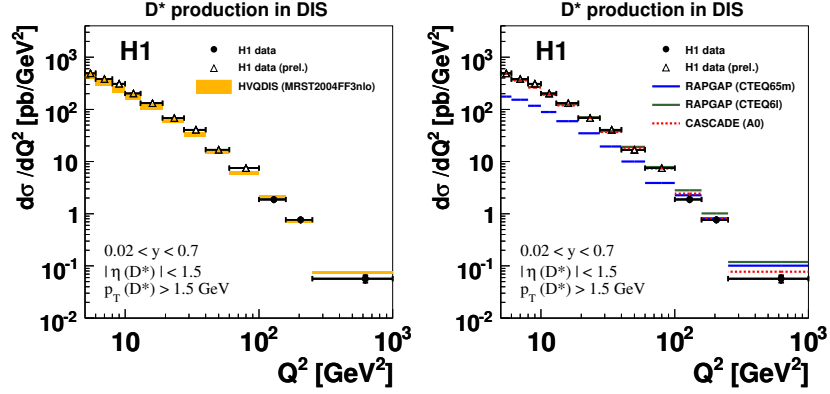 D* production in DIS
H1
H1 data
H1 data (prel.)
HVQDIS (MRST2004FF3nlo)
dσ/dQ² [pb/GeV²]
10³
10²
10
1
10⁻¹
10⁻²
0.02 < y < 0.7
| η (D*) | < 1.5
p_T (D*) > 1.5 GeV
10
10²
10³
Q² [GeV²]
D* production in DIS
H1
H1 data
H1 data (prel.)
RAPGAP (CTEQ65m)
RAPGAP (CTEQ6l)
CASCADE (A0)
dσ/dQ² [pb/GeV²]
10³
10²
10
1
10⁻¹
10⁻²
0.02 < y < 0.7
| η (D*) | < 1.5
p_T (D*) > 1.5 GeV
10
10²
10³
Q² [GeV²]